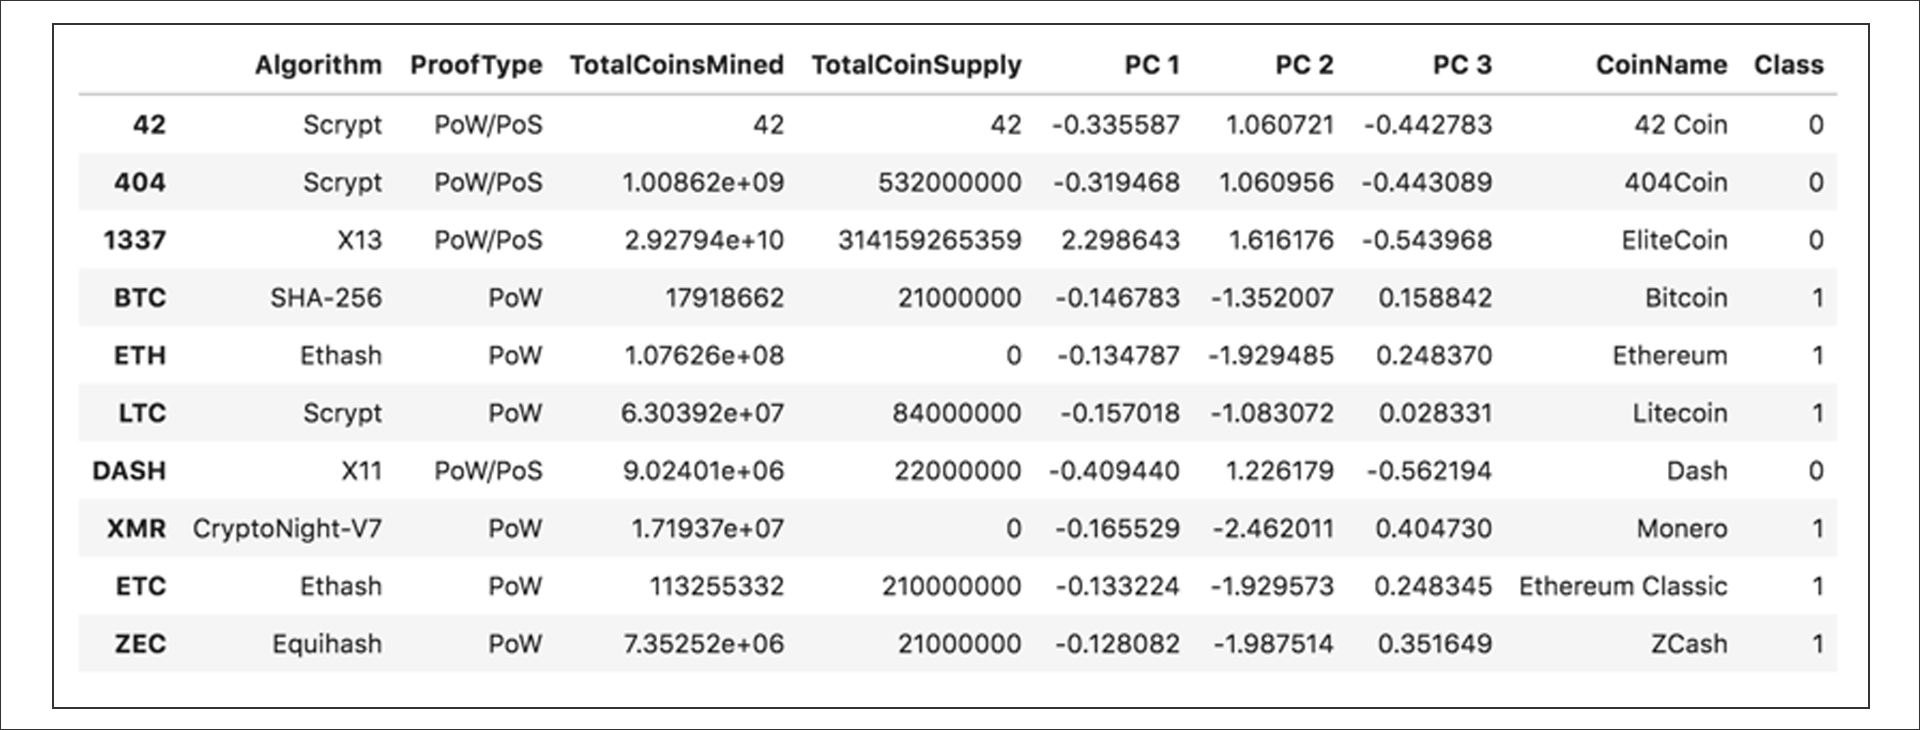 Algorithm ProofType TotalCoinsMined TotalCoinSupply PC 1 PC 2 PC 3 CoinName Class
42 Scrypt PoW/PoS 42 42 -0.335587 1.060721 -0.442783 42 Coin 0
404 Scrypt PoW/PoS 1.00862e+09 532000000 -0.319468 1.060956 -0.443089 404Coin 0
1337 X13 PoW/PoS 2.92794e+10 314159265359 2.298643 1.616176 -0.543968 EliteCoin 0
BTC SHA-256 PoW 17918662 21000000 -0.146783 -1.352007 0.158842 Bitcoin 1
ETH Ethash PoW 1.07626e+08 0 -0.134787 -1.929485 0.248370 Ethereum 1
LTC Scrypt PoW 6.30392e+07 84000000 -0.157018 -1.083072 0.028331 Litecoin 1
DASH X11 PoW/PoS 9.02401e+06 22000000 -0.409440 1.226179 -0.562194 Dash 0
XMR CryptoNight-V7 PoW 1.71937e+07 0 -0.165529 -2.462011 0.404730 Monero 1
ETC Ethash PoW 113255332 210000000 -0.133224 -1.929573 0.248345 Ethereum Classic 1
ZEC Equihash PoW 7.35252e+06 21000000 -0.128082 -1.987514 0.351649 ZCash 1